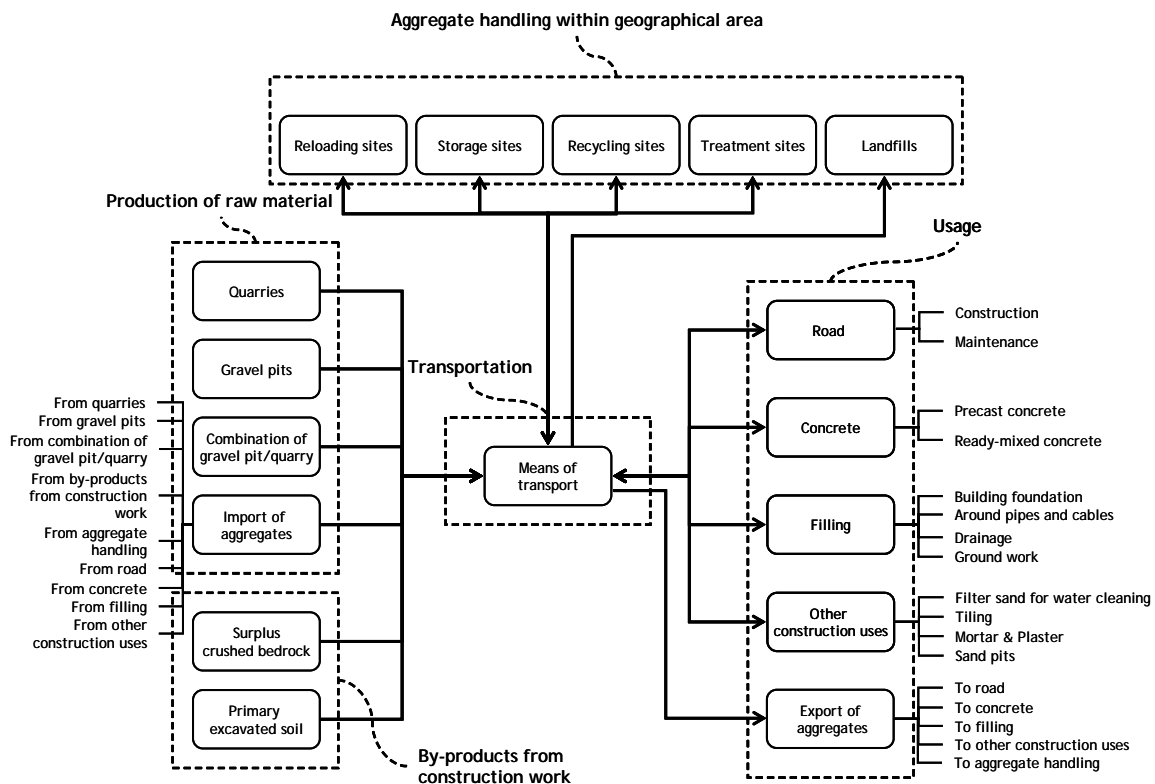 Aggregate handling within geographical area
Reloading sites
Storage sites
Recycling sites
Treatment sites
Landfills
Production of raw material
Quarries
Gravel pits
Combination of
gravel pit/quarry
Import of
aggregates
From quarries
From gravel pits
From combination of
gravel pit/quarry
From by-products
from construction
work
From aggregate
handling
From road
From concrete
From filling
From other
construction uses
Surplus
crushed bedrock
Primary
excavated soil
By-products from
construction work
Transportation
Means of
transport
Usage
Road
Construction
Maintenance
Concrete
Precast concrete
Ready-mixed concrete
Filling
Building foundation
Around pipes and cables
Drainage
Ground work
Other
construction uses
Filter sand for water cleaning
Tiling
Mortar & Plaster
Sand pits
Export of
aggregates
To road
To concrete
To filling
To other construction uses
To aggregate handling